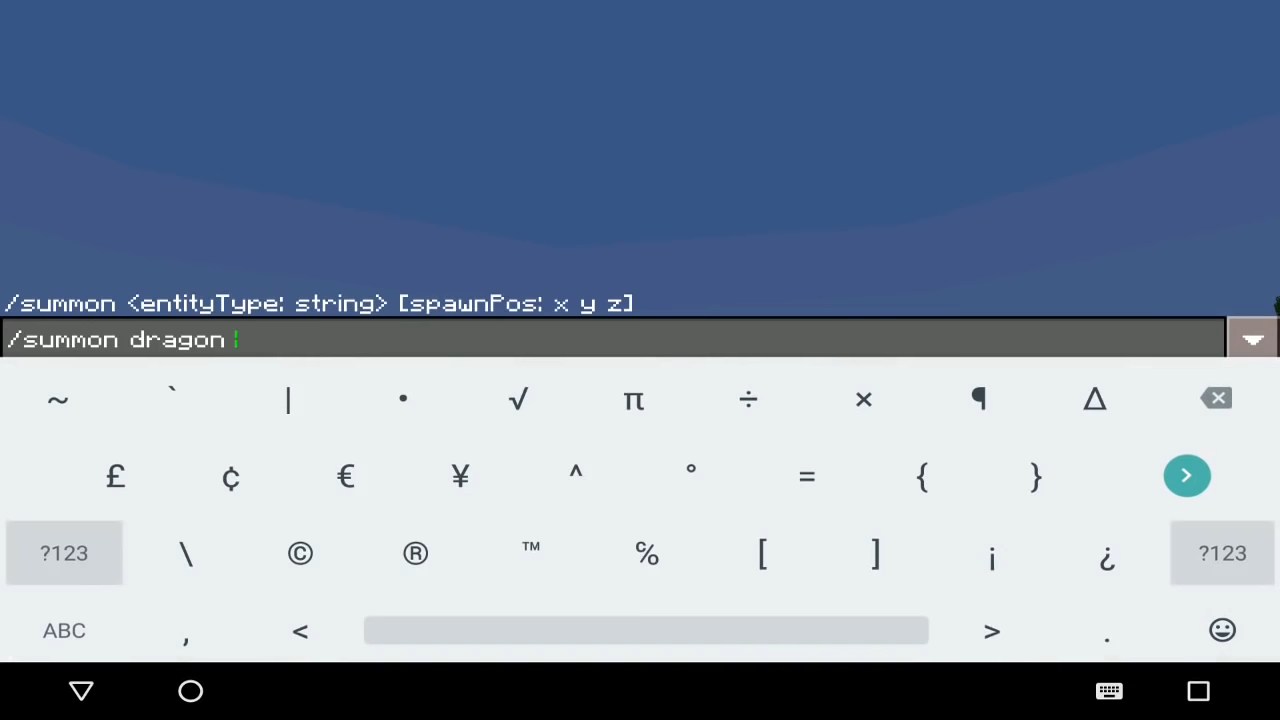 /summon <entityType: string> [spawnPos: x y z]
/summon dragon
~ ` | • √ π ÷ × ¶ Δ
£ ¢ € ¥ ^ ° = { }
?123 \ © ® ™ ℅ [ ] ¡ ¿ ?123
ABC , < > .